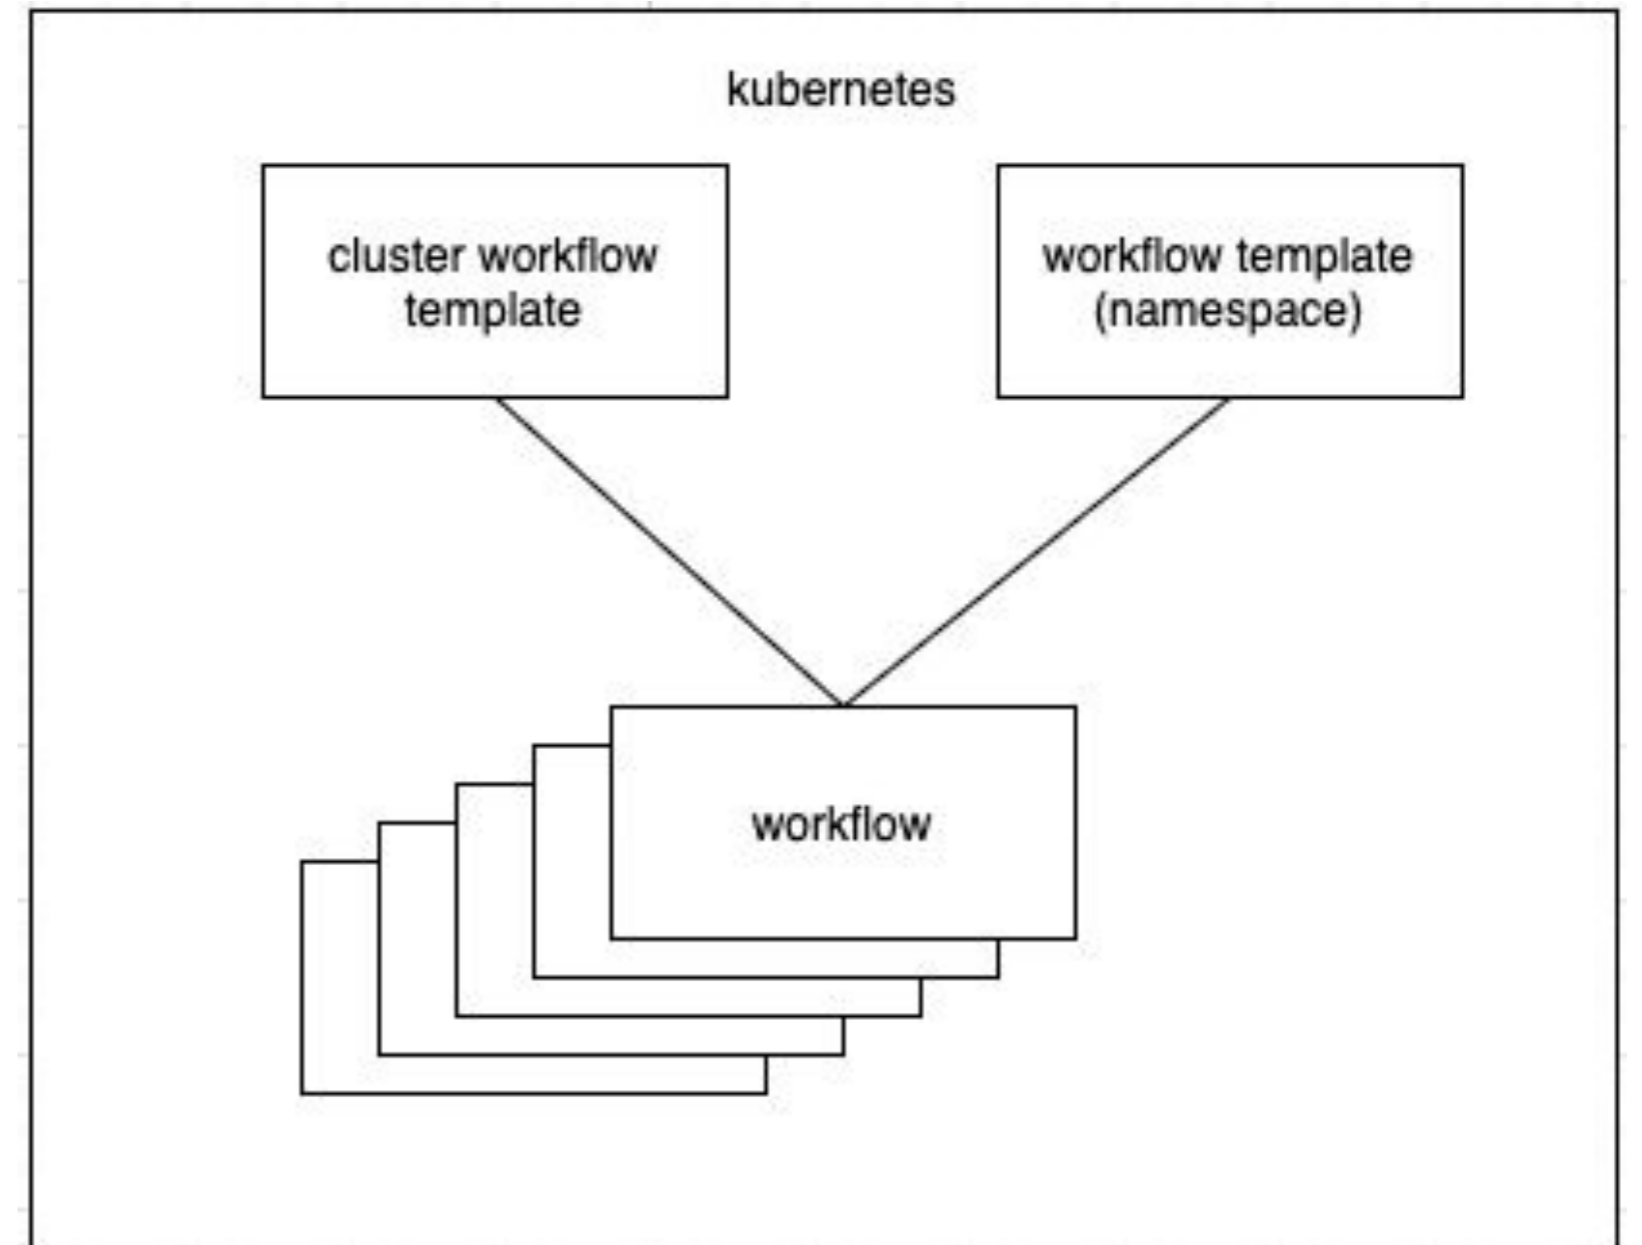 kubernetes
cluster workflow
template
workflow template
(namespace)
workflow